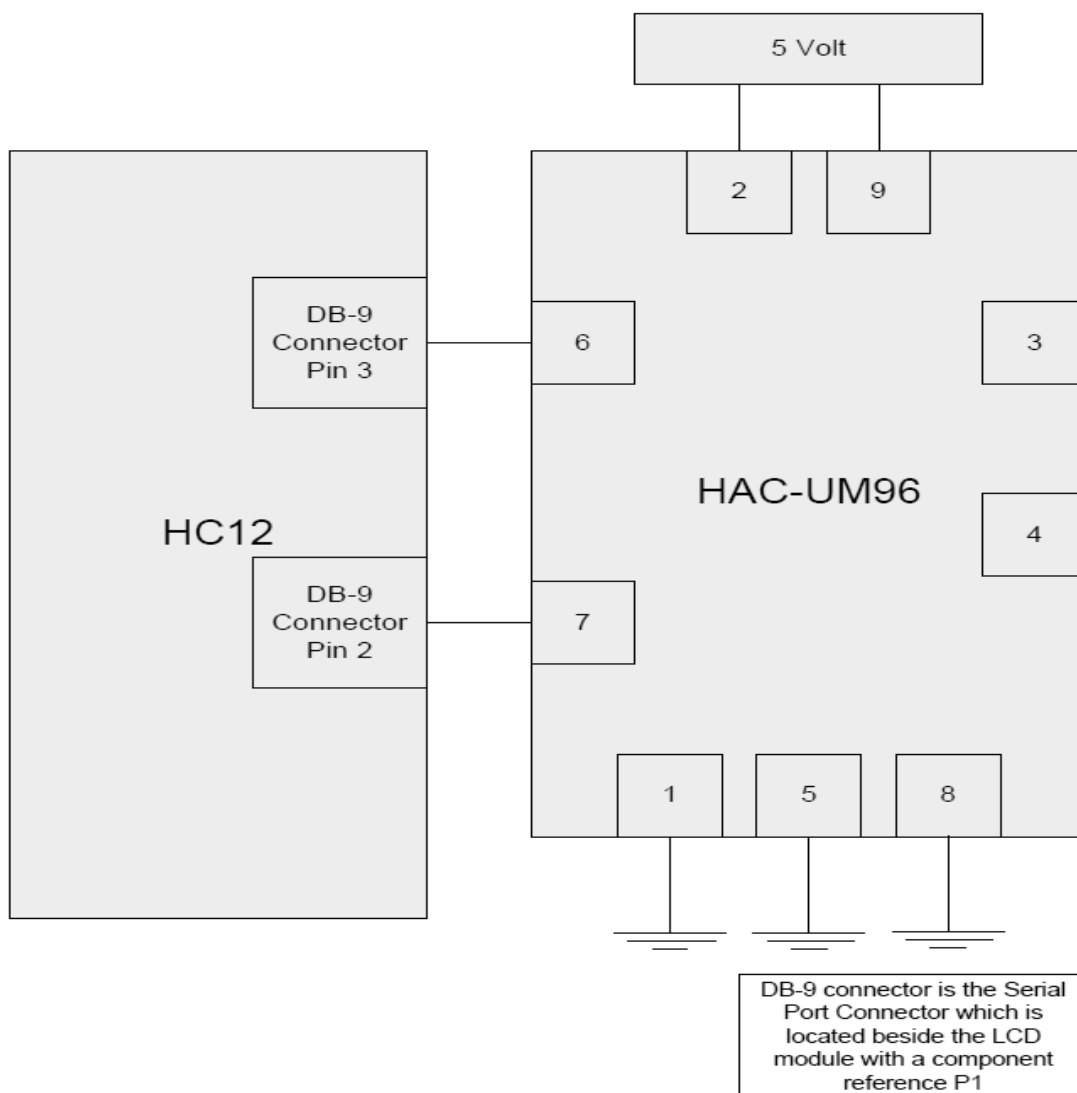 5 Volt
2
9
DB-9
Connector
Pin 3
6
3
HAC-UM96
HC12
4
DB-9
Connector
Pin 2
7
1
5
8
DB-9 connector is the Serial
Port Connector which is
located beside the LCD
module with a component
reference P1